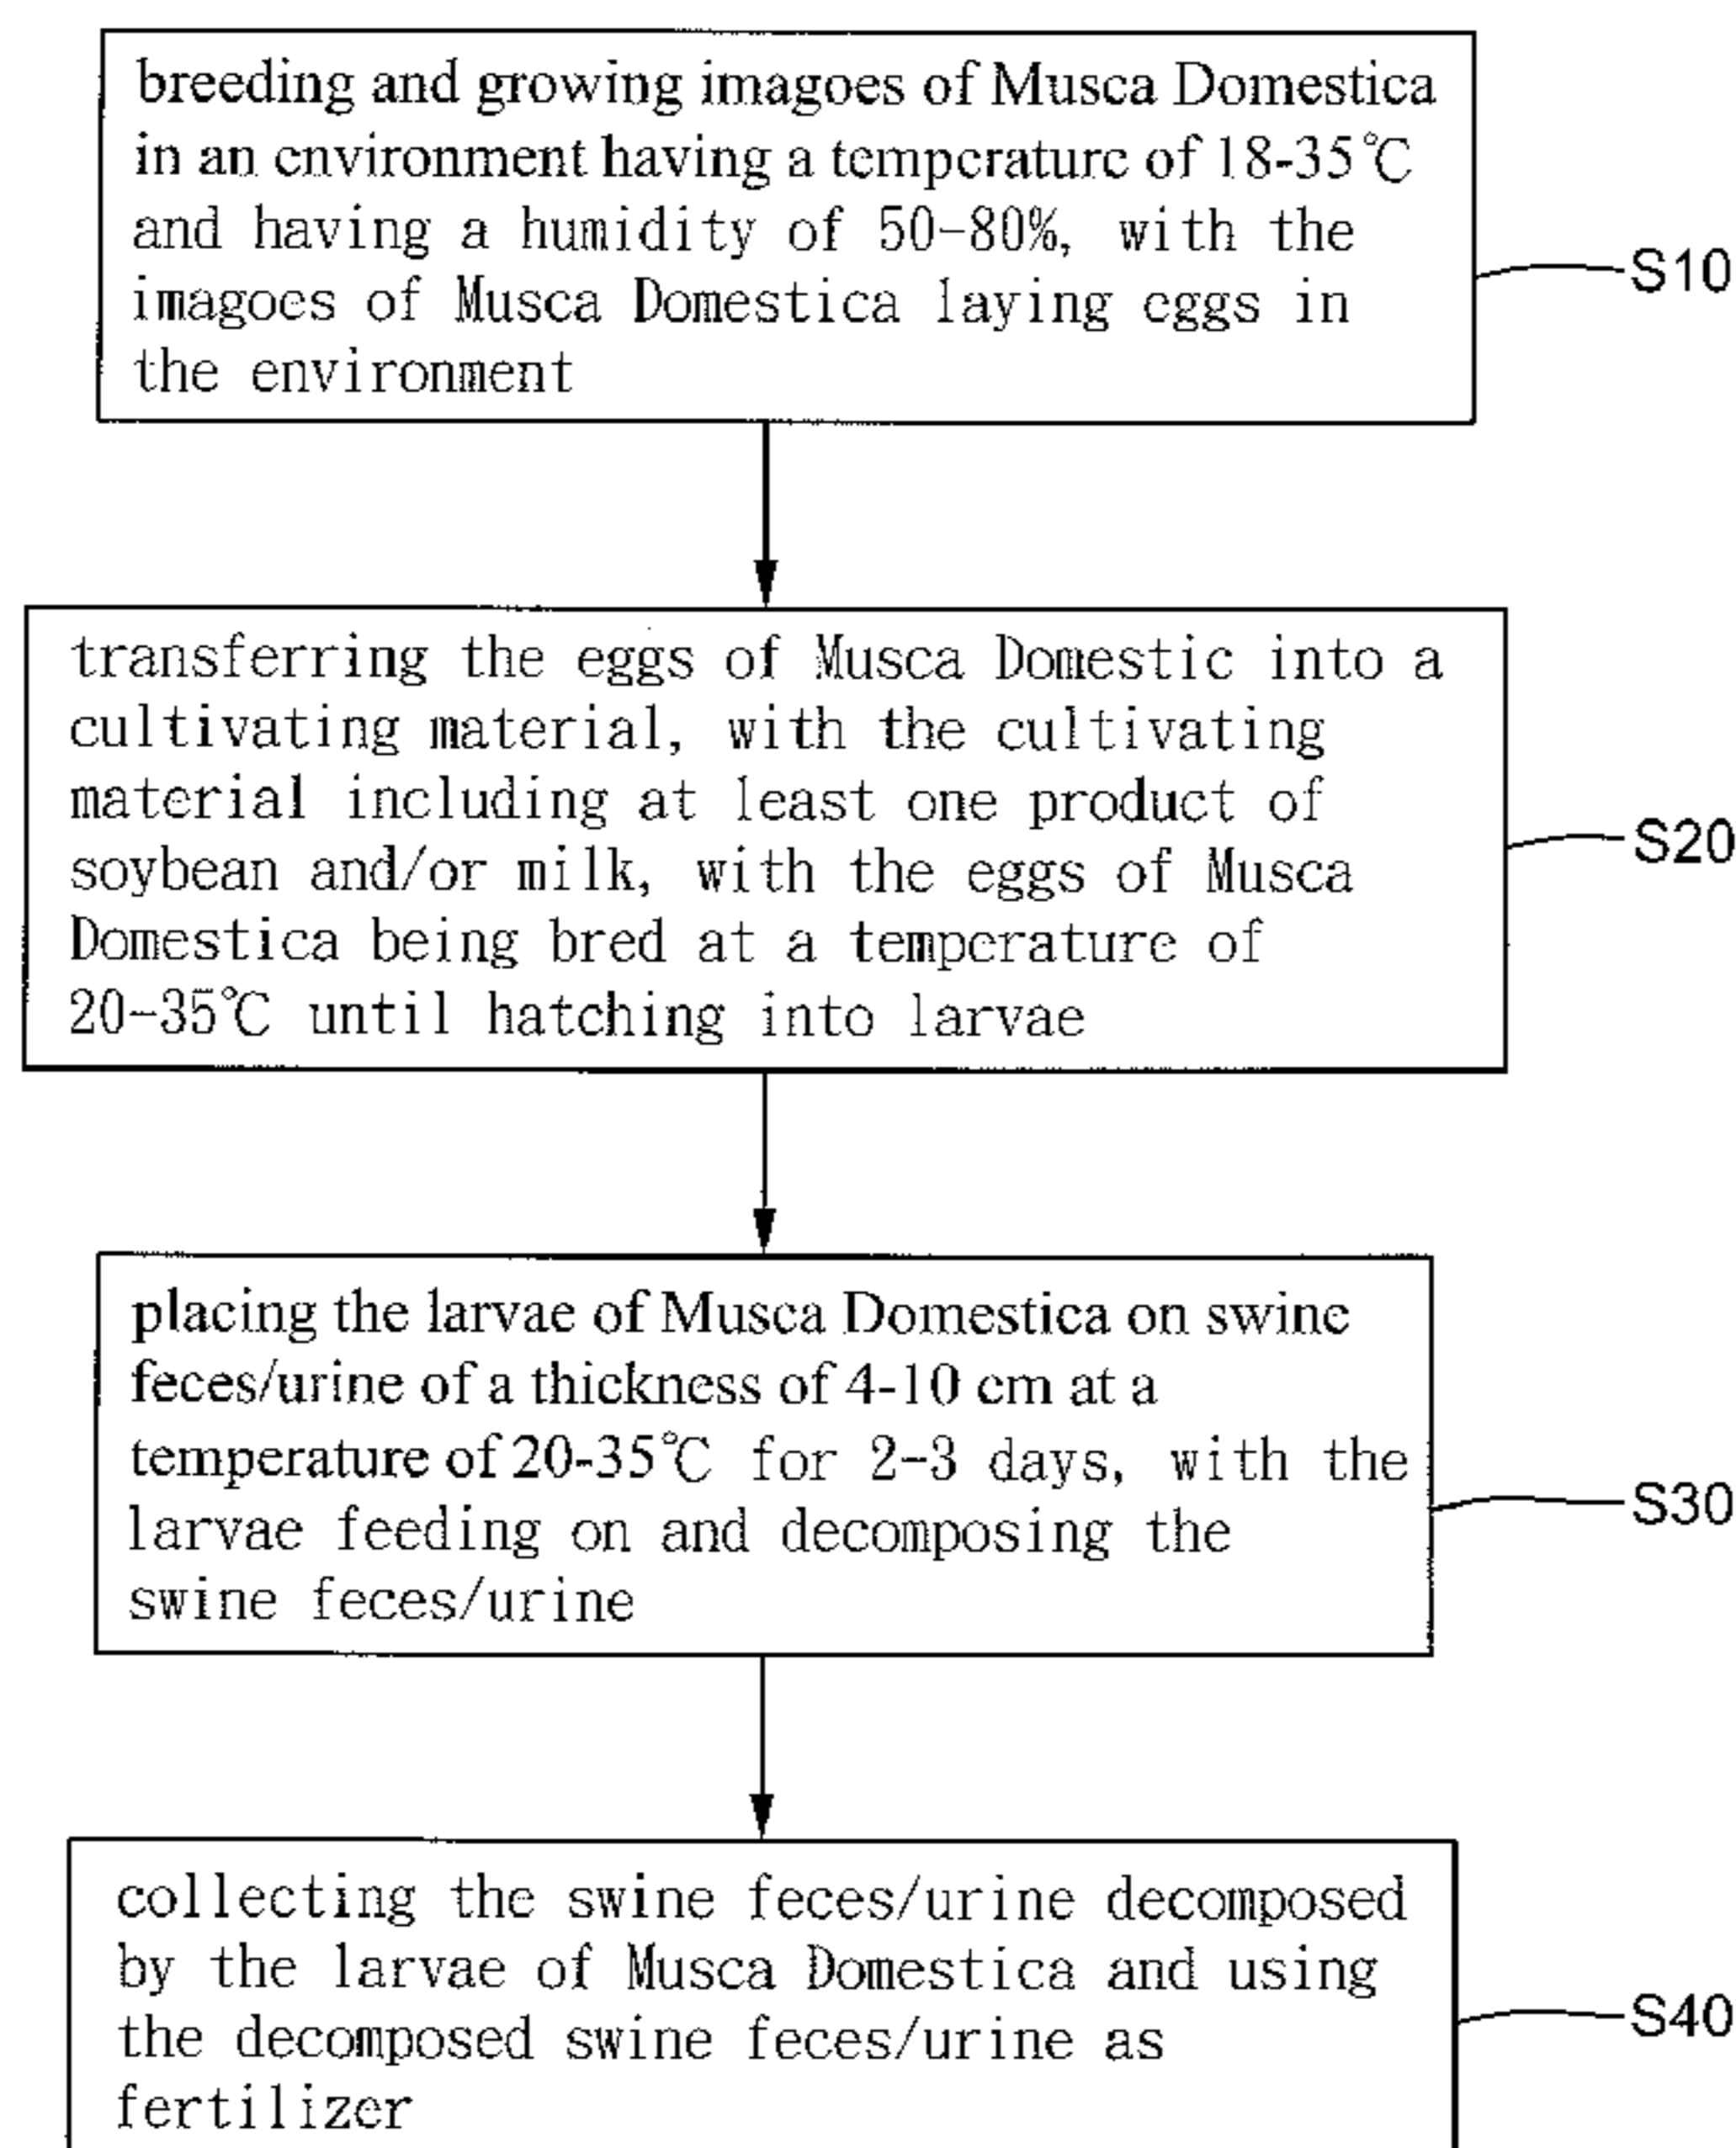 breeding and growing imagoes of Musca Domestica
in an environment having a temperature of 18-35℃
and having a humidity of 50-80%, with the
imagoes of Musca Domestica laying eggs in
the environment
S10
transferring the eggs of Musca Domestic into a
cultivating material, with the cultivating
material including at least one product of
soybean and/or milk, with the eggs of Musca
Domestica being bred at a temperature of
20-35℃ until hatching into larvae
S20
placing the larvae of Musca Domestica on swine
feces/urine of a thickness of 4-10 cm at a
temperature of 20-35℃ for 2-3 days, with the
larvae feeding on and decomposing the
swine feces/urine
S30
collecting the swine feces/urine decomposed
by the larvae of Musca Domestica and using
the decomposed swine feces/urine as
fertilizer
S40